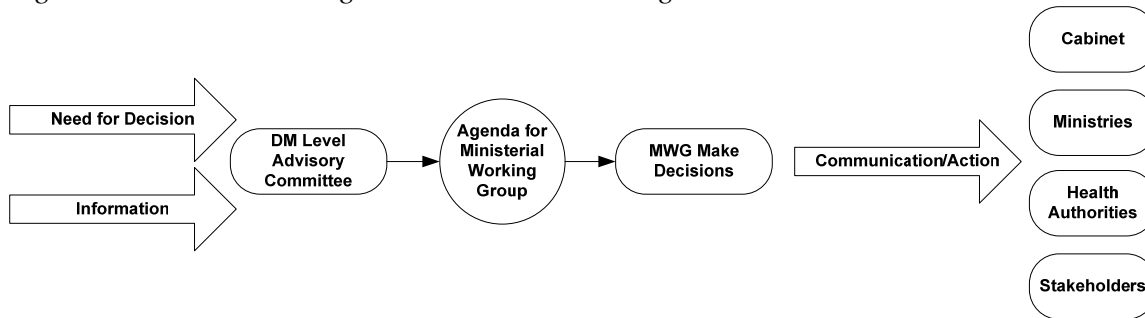 Need for Decision
Information
DM Level
Advisory
Committee
Agenda for
Ministerial
Working
Group
MWG Make
Decisions
Communication/Action
Cabinet
Ministries
Health
Authorities
Stakeholders